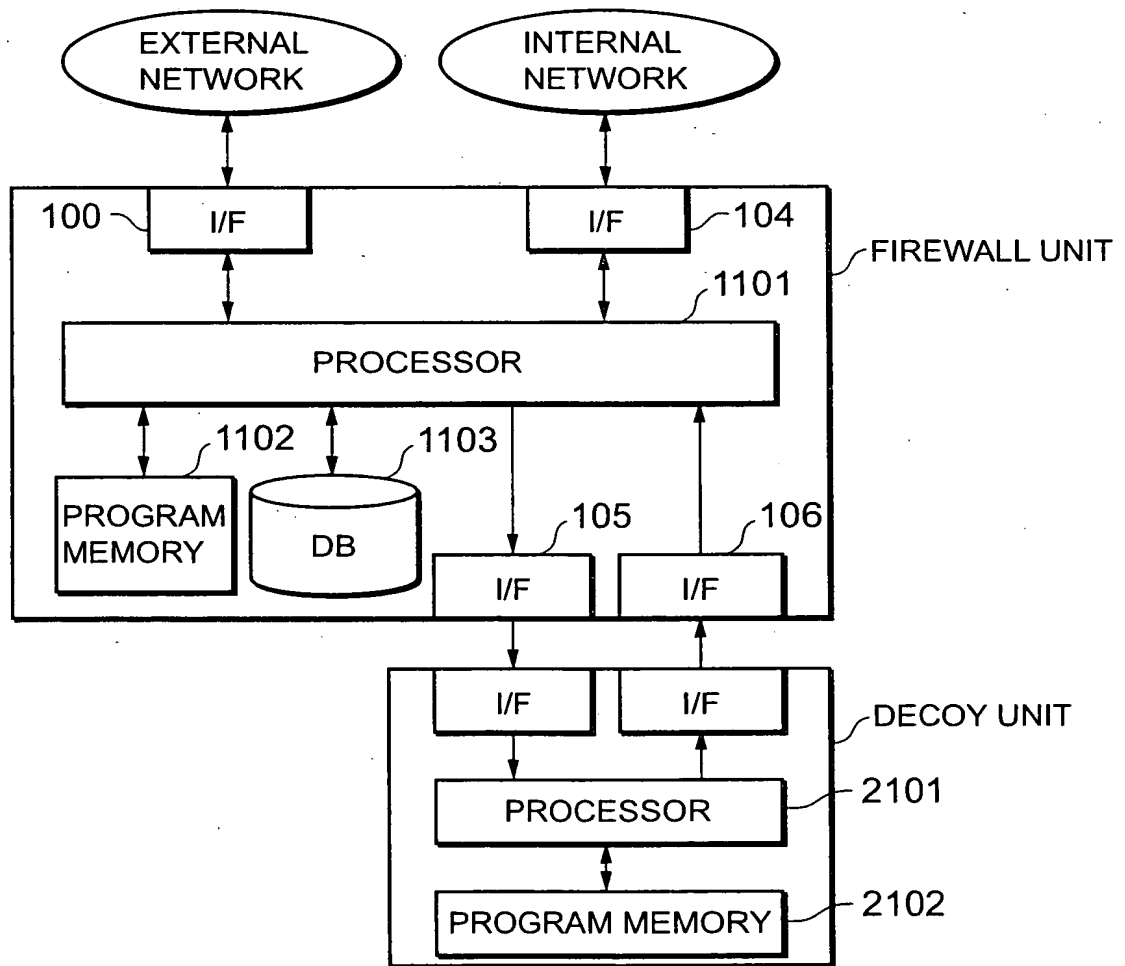 EXTERNAL
NETWORK
INTERNAL
NETWORK
100
I/F
I/F
104
FIREWALL UNIT
1101
PROCESSOR
1102
1103
PROGRAM
MEMORY
DB
105
106
I/F
I/F
I/F
I/F
DECOY UNIT
PROCESSOR
2101
PROGRAM MEMORY
2102